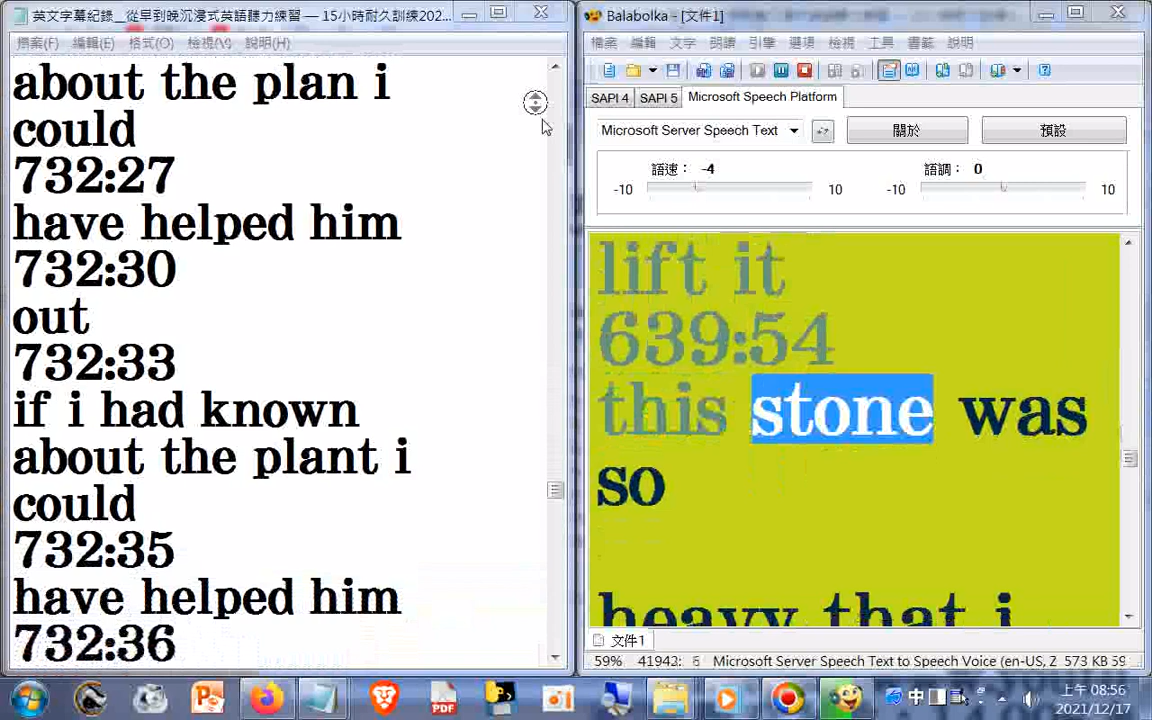 英文字幕紀錄__從早到晚沉浸式英語聽力練習 — 15小時耐久訓練202...
檔案(F) 編輯(E) 格式(O) 檢視(V) 說明(H)
about the plan i
could
732:27
have helped him
732:30
out
732:33
if i had known
about the plant i
could
732:35
have helped him
732:36
Balabolka - [文件1]
檔案 編輯 文字 朗讀 引擎 選項 檢視 工具 書籤 說明
SAPI 4 SAPI 5 Microsoft Speech Platform
Microsoft Server Speech Text 關於 預設
語速： -4 語調： 0
-10 10 -10 10
lift it
639:54
this stone was
so
heavy that i
文件1
59% 41942: 6 Microsoft Server Speech Text to Speech Voice (en-US, 2 573 KB 59
PDF 中 上午 08:56
2021/12/17